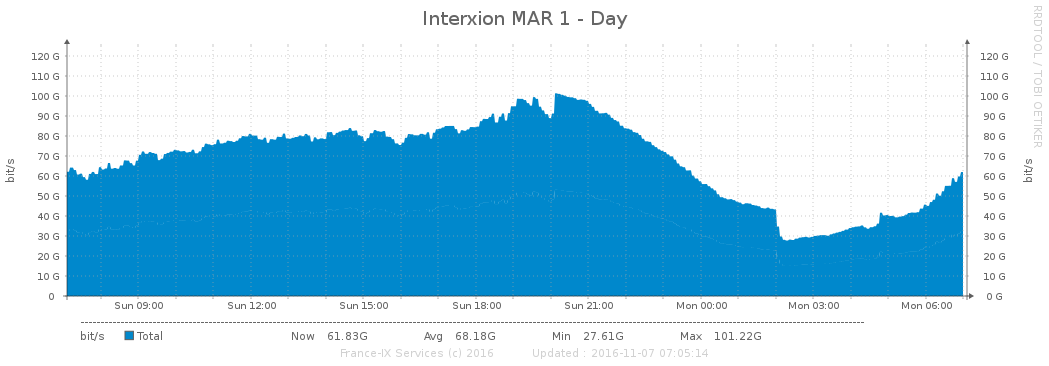 Interxion MAR 1 - Day
RRDTOOL / TOBI OETIKER
bit/s
120 G 120 G
110 G 110 G
100 G 100 G
90 G 90 G
80 G 80 G
70 G 70 G
60 G 60 G
50 G 50 G
40 G 40 G
30 G 30 G
20 G 20 G
10 G 10 G
0 0 G
bit/s
Sun 09:00 Sun 12:00 Sun 15:00 Sun 18:00 Sun 21:00 Mon 00:00 Mon 03:00 Mon 06:00
bit/s Total Now 61.83G Avg 68.18G Min 27.61G Max 101.22G
France-IX Services (c) 2016 Updated : 2016-11-07 07:05:14